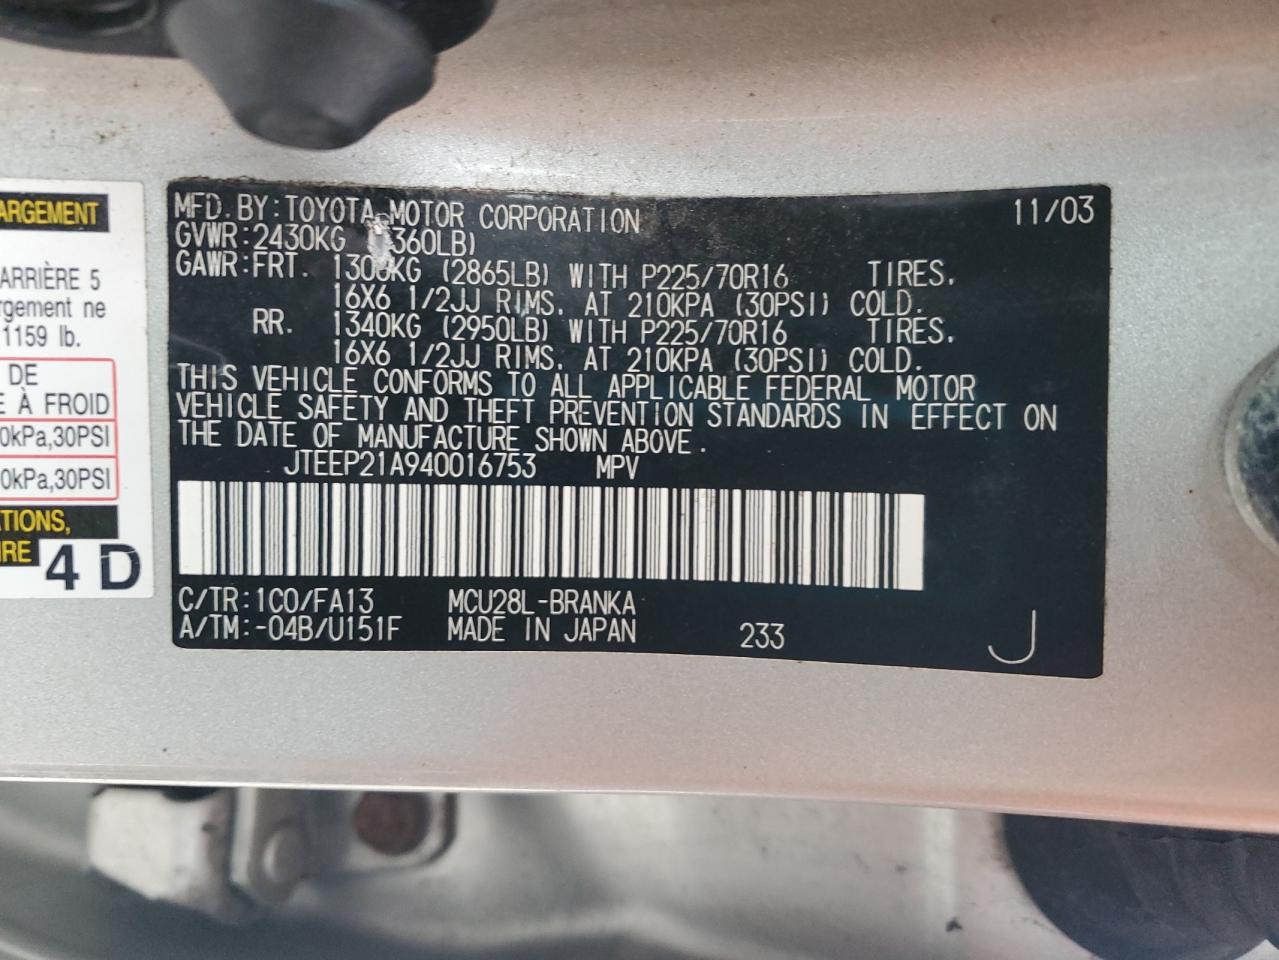 ARGEMENT
ARRIÈRE 5
rgement ne
1159 lb.
DE
E À FROID
0kPa,30PSI
0kPa,30PSI
TIONS,
IRE
4 D
MFD. BY: TOYOTA MOTOR CORPORATION 11/03
GVWR: 2430KG 360LB)
GAWR: FRT. 1300KG (2865LB) WITH P225/70R16 TIRES,
16X6 1/2JJ RIMS, AT 210KPA (30PSI) COLD.
RR. 1340KG (2950LB) WITH P225/70R16 TIRES,
16X6 1/2JJ RIMS, AT 210KPA (30PSI) COLD.
THIS VEHICLE CONFORMS TO ALL APPLICABLE FEDERAL MOTOR
VEHICLE SAFETY AND THEFT PREVENTION STANDARDS IN EFFECT ON
THE DATE OF MANUFACTURE SHOWN ABOVE.
JTEEP21A940016753 MPV
C/TR: 1C0/FA13 MCU28L-BRANKA
A/TM: -04B/U151F MADE IN JAPAN 233 J